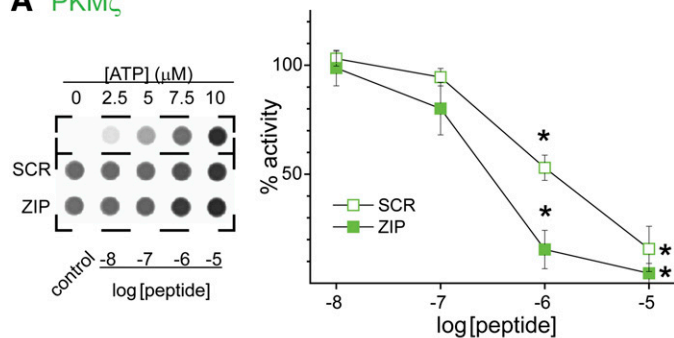 A PKMζ
[ATP] (μM)
0 2.5 5 7.5 10
SCR
ZIP
control -8 -7 -6 -5
log[peptide]
% activity
100
50
*
*
*
*
SCR
ZIP
-8 -7 -6 -5
log[peptide]